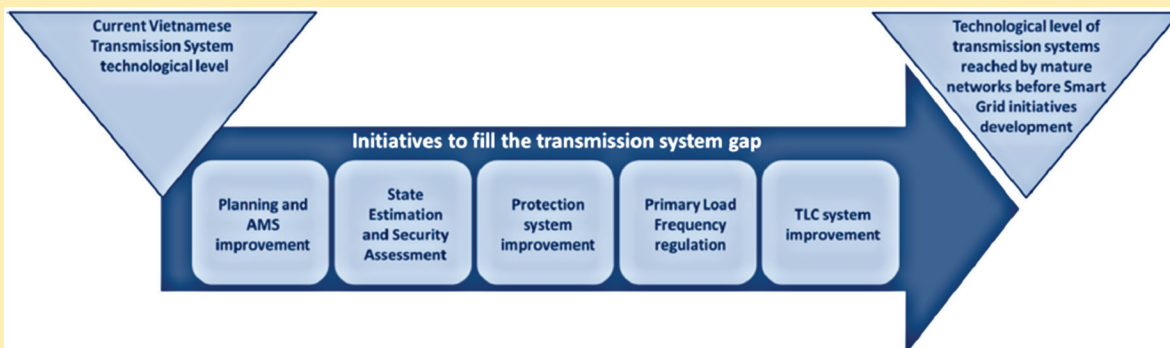 Current Vietnamese
Transmission System
technological level
Technological level of
transmission systems
reached by mature
networks before Smart
Grid initiatives
development
Initiatives to fill the transmission system gap
Planning and
AMS
improvement
State
Estimation
and Security
Assessment
Protection
system
improvement
Primary Load
Frequency
regulation
TLC system
improvement